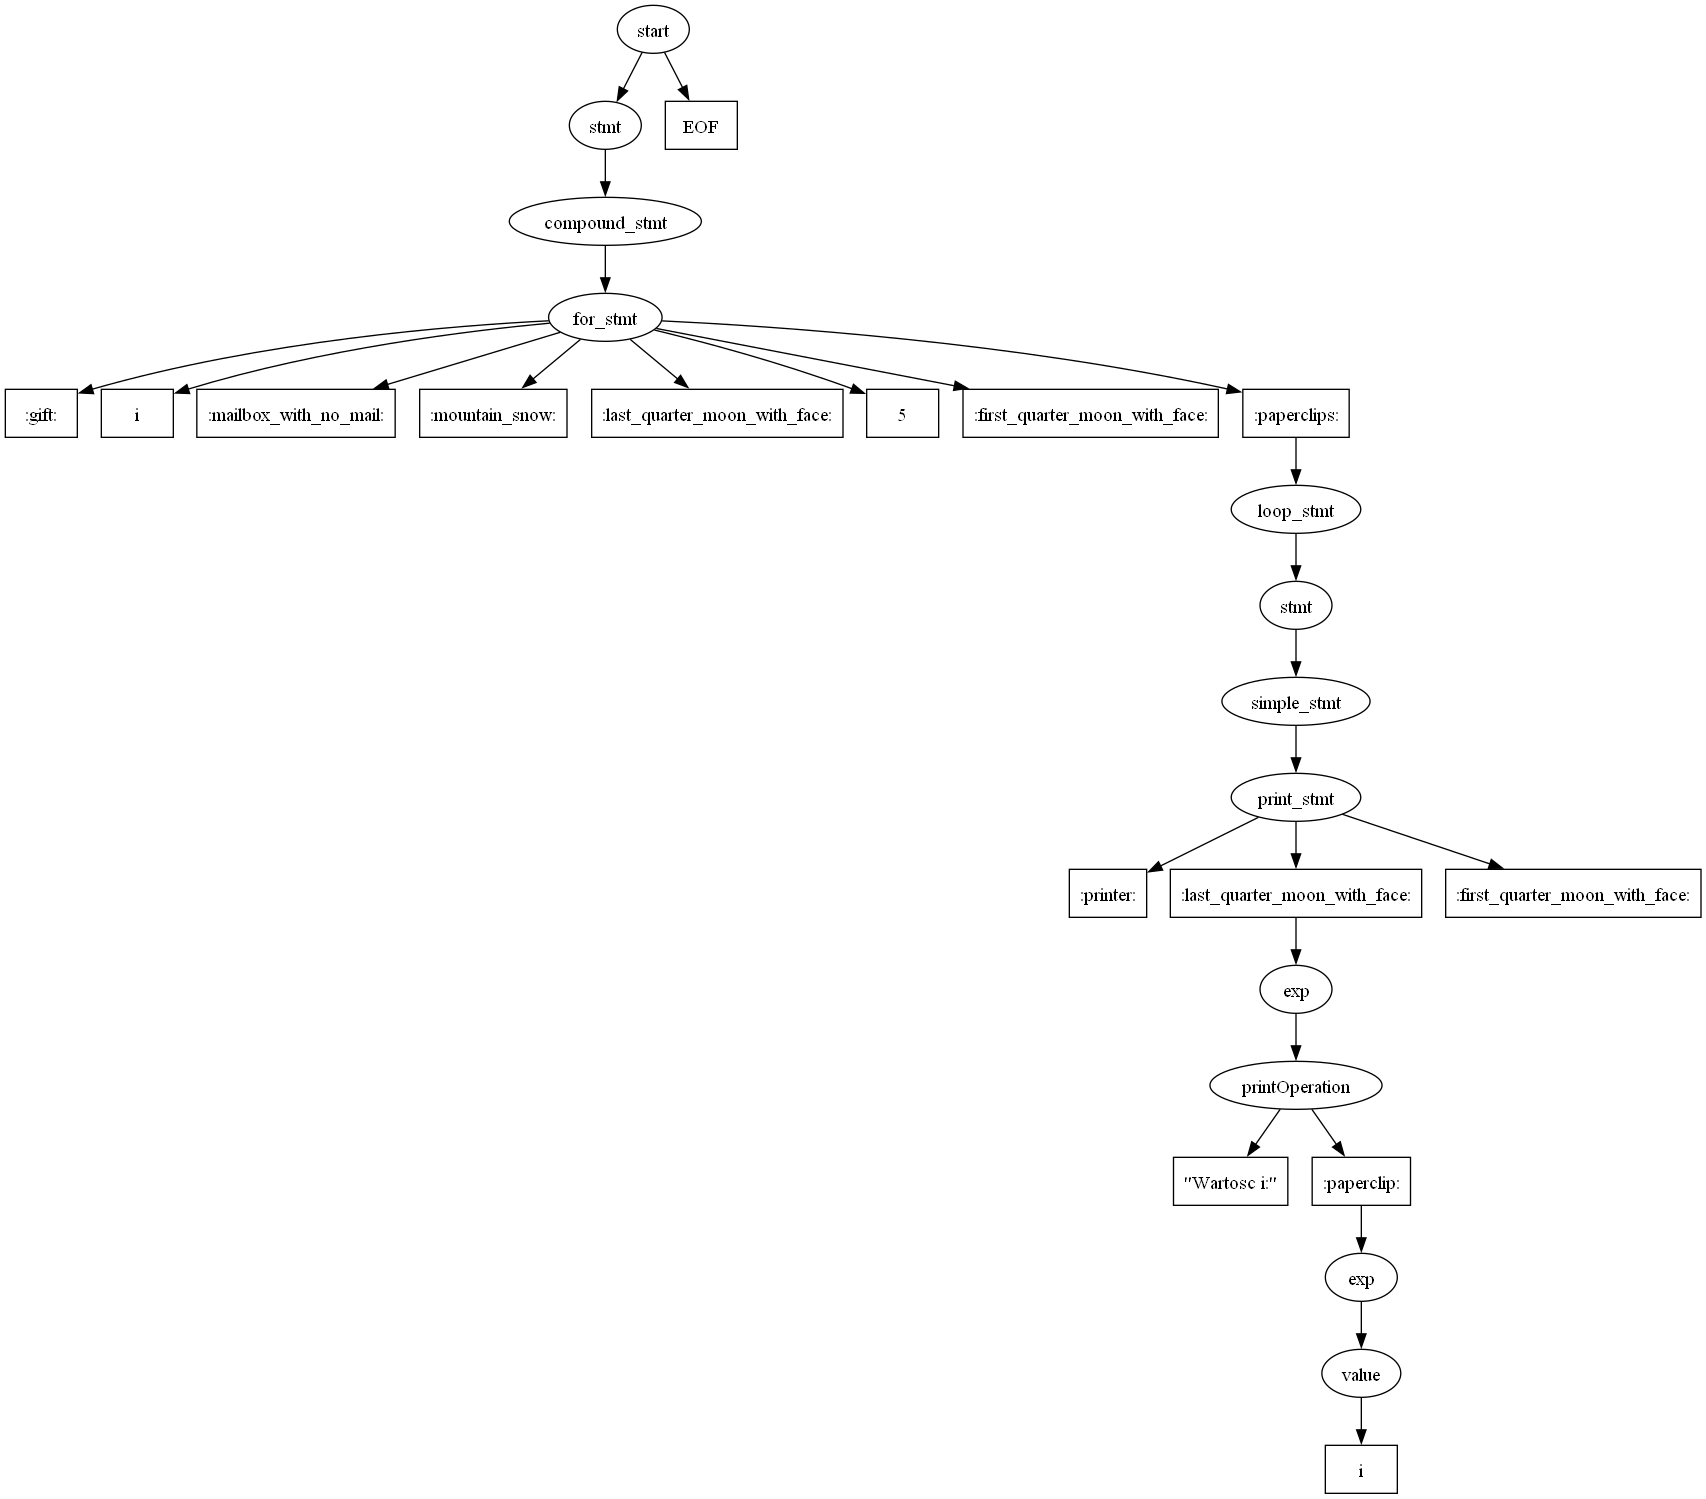 start
stmt
EOF
compound_stmt
for_stmt
:gift:
i
:mailbox_with_no_mail:
:mountain_snow:
:last_quarter_moon_with_face:
5
:first_quarter_moon_with_face:
:paperclips:
loop_stmt
stmt
simple_stmt
print_stmt
:printer:
:last_quarter_moon_with_face:
:first_quarter_moon_with_face:
exp
printOperation
"Wartosc i:"
:paperclip:
exp
value
i